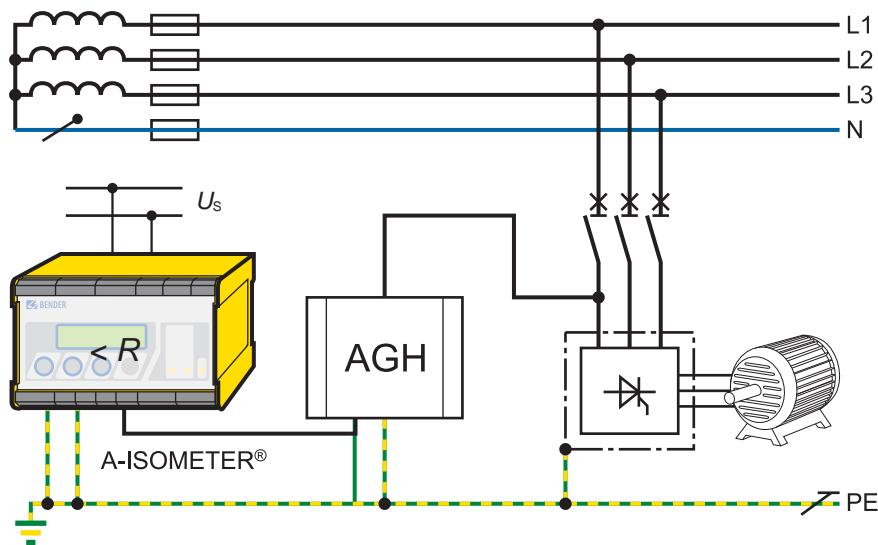 L1
L2
L3
N
US
BENDER
< R
AGH
A-ISOMETER®
PE